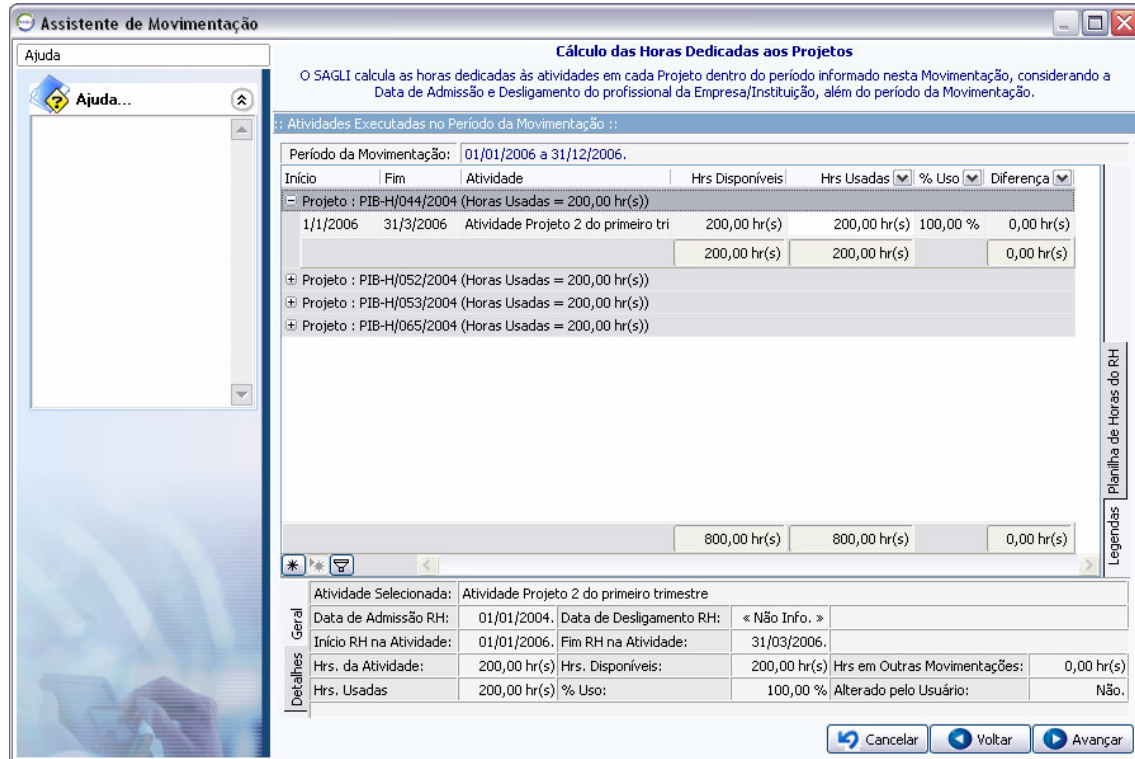 Assistente de Movimentação
Ajuda
Ajuda...
Cálculo das Horas Dedicadas aos Projetos
O SAGLI calcula as horas dedicadas às atividades em cada Projeto dentro do período informado nesta Movimentação, considerando a
Data de Admissão e Desligamento do profissional da Empresa/Instituição, além do período da Movimentação.
:: Atividades Executadas no Período da Movimentação ::
Período da Movimentação: 01/01/2006 a 31/12/2006.
Início Fim Atividade Hrs Disponíveis Hrs Usadas % Uso Diferença
Projeto : PIB-H/044/2004 (Horas Usadas = 200,00 hr(s))
1/1/2006 31/3/2006 Atividade Projeto 2 do primeiro tri 200,00 hr(s) 200,00 hr(s) 100,00 % 0,00 hr(s)
200,00 hr(s) 200,00 hr(s) 0,00 hr(s)
Projeto : PIB-H/052/2004 (Horas Usadas = 200,00 hr(s))
Projeto : PIB-H/053/2004 (Horas Usadas = 200,00 hr(s))
Projeto : PIB-H/065/2004 (Horas Usadas = 200,00 hr(s))
Planilha de Horas do RH
Legendas
800,00 hr(s) 800,00 hr(s) 0,00 hr(s)
Geral
Detalhes
Atividade Selecionada: Atividade Projeto 2 do primeiro trimestre
Data de Admissão RH: 01/01/2004. Data de Desligamento RH: « Não Info. »
Início RH na Atividade: 01/01/2006. Fim RH na Atividade: 31/03/2006.
Hrs. da Atividade: 200,00 hr(s) Hrs. Disponíveis: 200,00 hr(s) Hrs em Outras Movimentações: 0,00 hr(s)
Hrs. Usadas 200,00 hr(s) % Uso: 100,00 % Alterado pelo Usuário: Não.
Cancelar Voltar Avançar